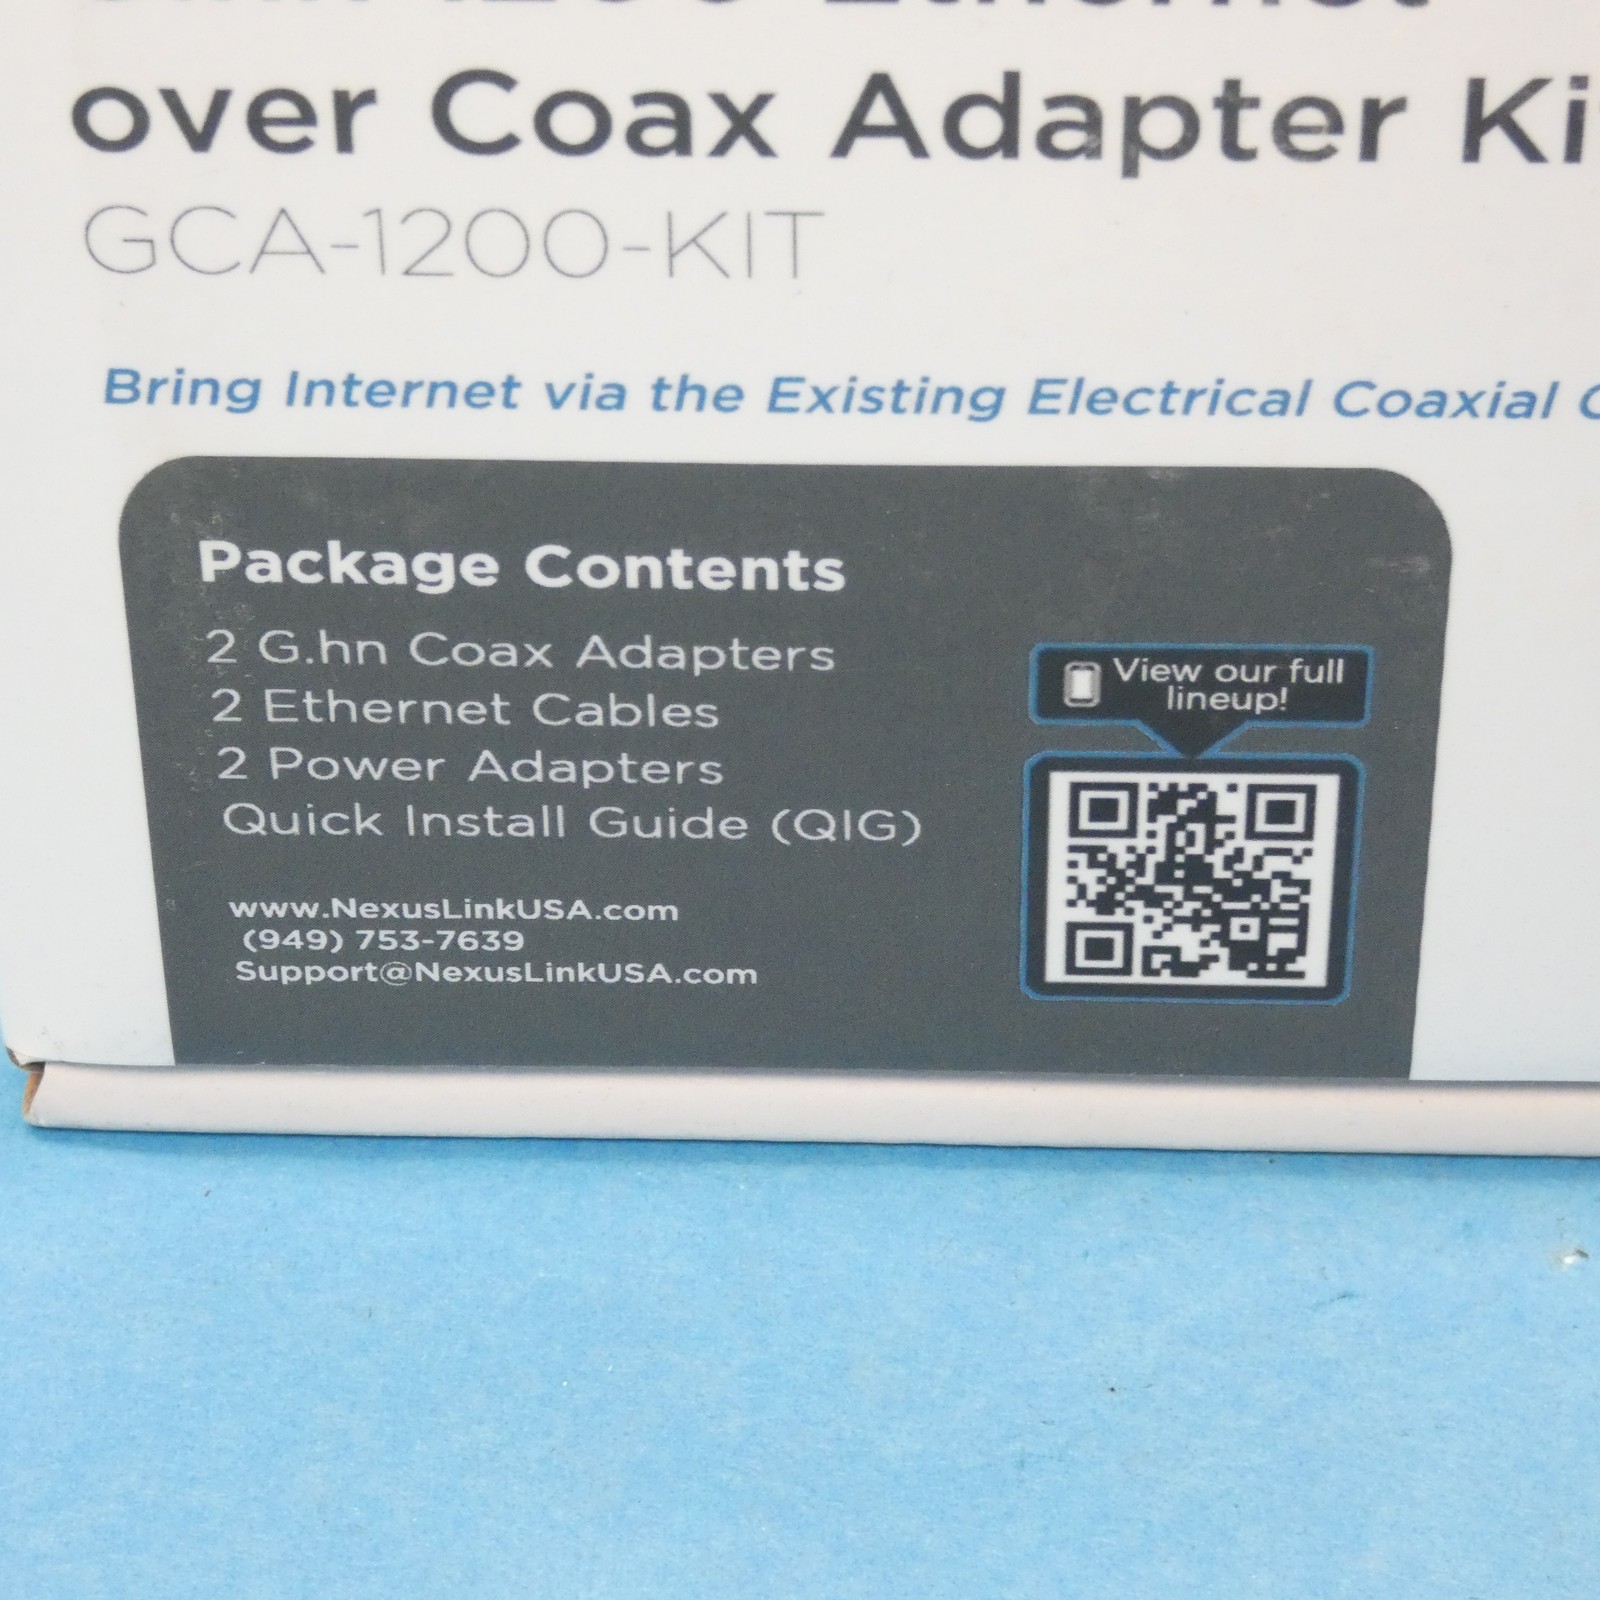 1200 Ethernet
over Coax Adapter
GCA-1200-KIT
Bring Internet via the Existing Electrical Coaxial
Package Contents
2 G.hn Coax Adapters
2 Ethernet Cables
2 Power Adapters
Quick Install Guide (QIG)
www.NexusLinkUSA.com
(949) 753-7639
Support@NexusLinkUSA.com
View our full
lineup!